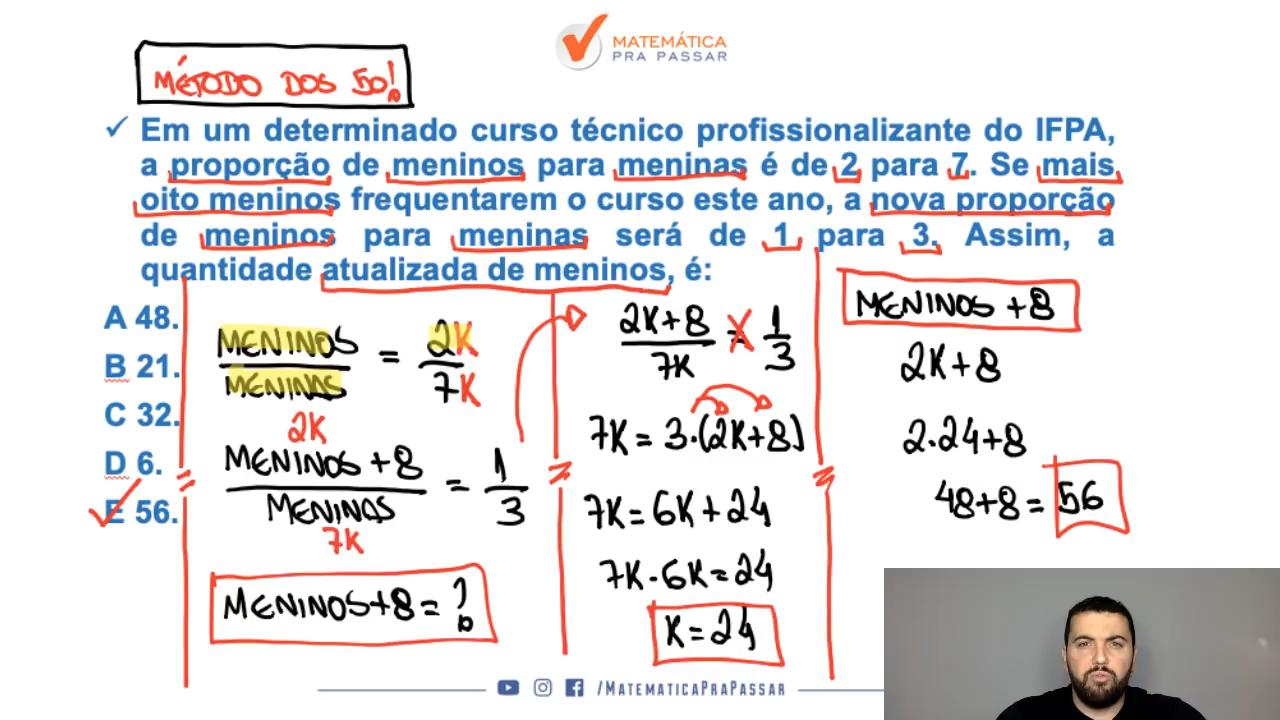 MATEMÁTICA
PRA PASSAR
MÉTODO DOS 50!
✓ Em um determinado curso técnico profissionalizante do IFPA,
a proporção de meninos para meninas é de 2 para 7. Se mais
oito meninos frequentarem o curso este ano, a nova proporção
de meninos para meninas será de 1 para 3. Assim, a
quantidade atualizada de meninos, é:
A 48.
B 21.
C 32.
D 6.
E 56.
MENINOS / MENINAS = 2K / 7K
2K
MENINOS +8 / MENINAS = 1 / 3
7K
MENINOS+8 = ?
2K+8 / 7K = 1 / 3
7K = 3·(2K+8)
7K = 6K+24
7K-6K=24
K=24
MENINOS +8
2K+8
2·24+8
48+8= 56
/MATEMATICAPRAPASSAR